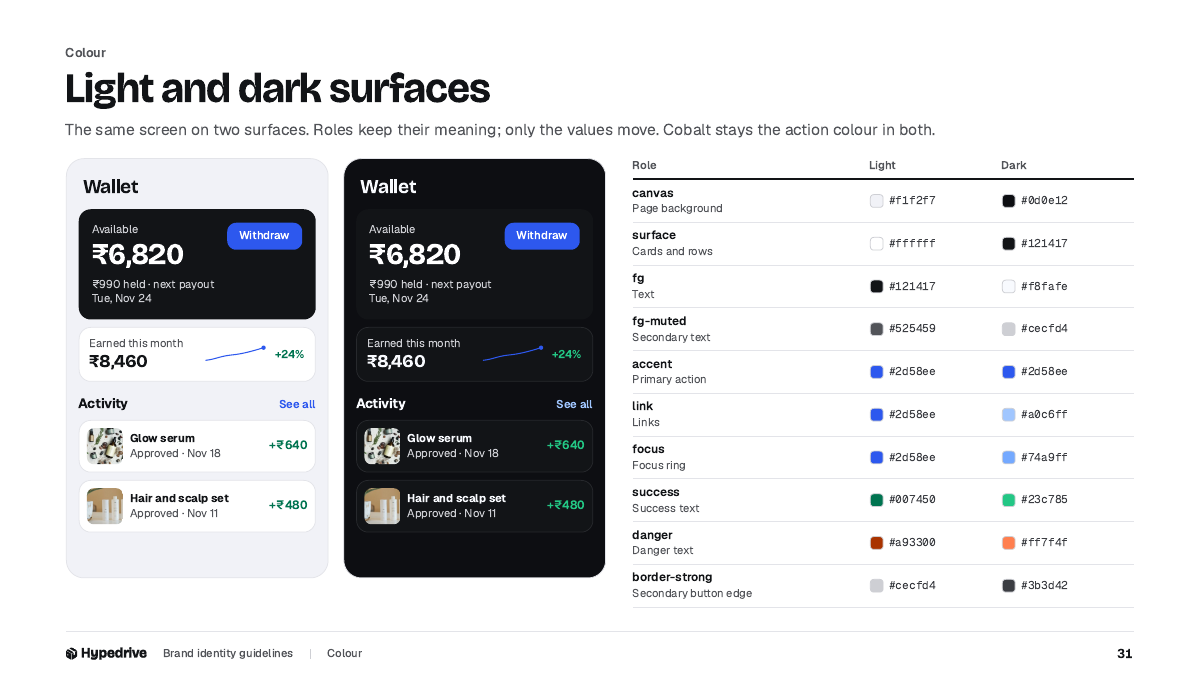 Colour
Light and dark surfaces
The same screen on two surfaces. Roles keep their meaning; only the values move. Cobalt stays the action colour in both.
Wallet
Available
₹6,820
Withdraw
₹990 held · next payout
Tue, Nov 24
Earned this month
₹8,460
+24%
Activity
See all
Glow serum
Approved · Nov 18
+₹640
Hair and scalp set
Approved · Nov 11
+₹480
Wallet
Available
₹6,820
Withdraw
₹990 held · next payout
Tue, Nov 24
Earned this month
₹8,460
+24%
Activity
See all
Glow serum
Approved · Nov 18
+₹640
Hair and scalp set
Approved · Nov 11
+₹480
Role Light Dark
canvas
Page background
#f1f2f7 #0d0e12
surface
Cards and rows
#ffffff #121417
fg
Text
#121417 #f8fafe
fg-muted
Secondary text
#525459 #cecfd4
accent
Primary action
#2d58ee #2d58ee
link
Links
#2d58ee #a0c6ff
focus
Focus ring
#2d58ee #74a9ff
success
Success text
#007450 #23c785
danger
Danger text
#a93300 #ff7f4f
border-strong
Secondary button edge
#cecfd4 #3b3d42
Hypedrive Brand identity guidelines | Colour 31